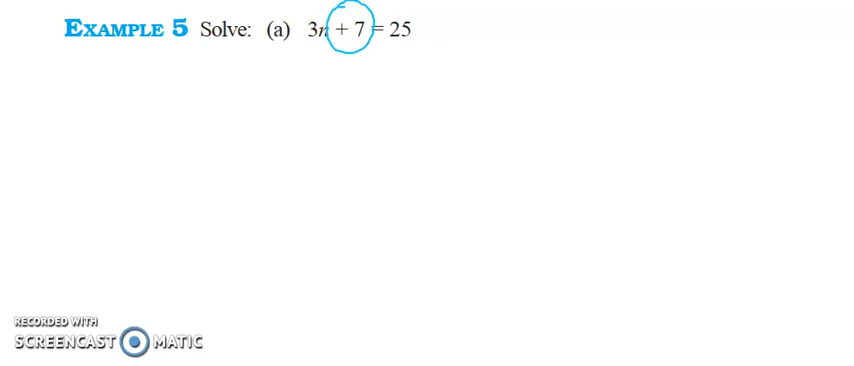 EXAMPLE 5 Solve: (a) 3n + 7 = 25
RECORDED WITH
SCREENCAST MATIC